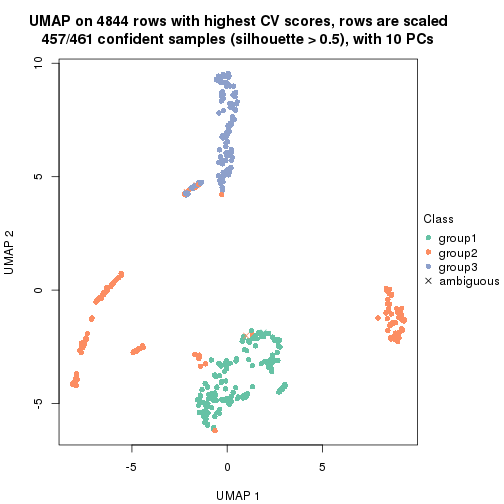 UMAP on 4844 rows with highest CV scores, rows are scaled
457/461 confident samples (silhouette > 0.5), with 10 PCs
10
5
0
-5
UMAP 2
-5
0
5
UMAP 1
Class
group1
group2
group3
ambiguous